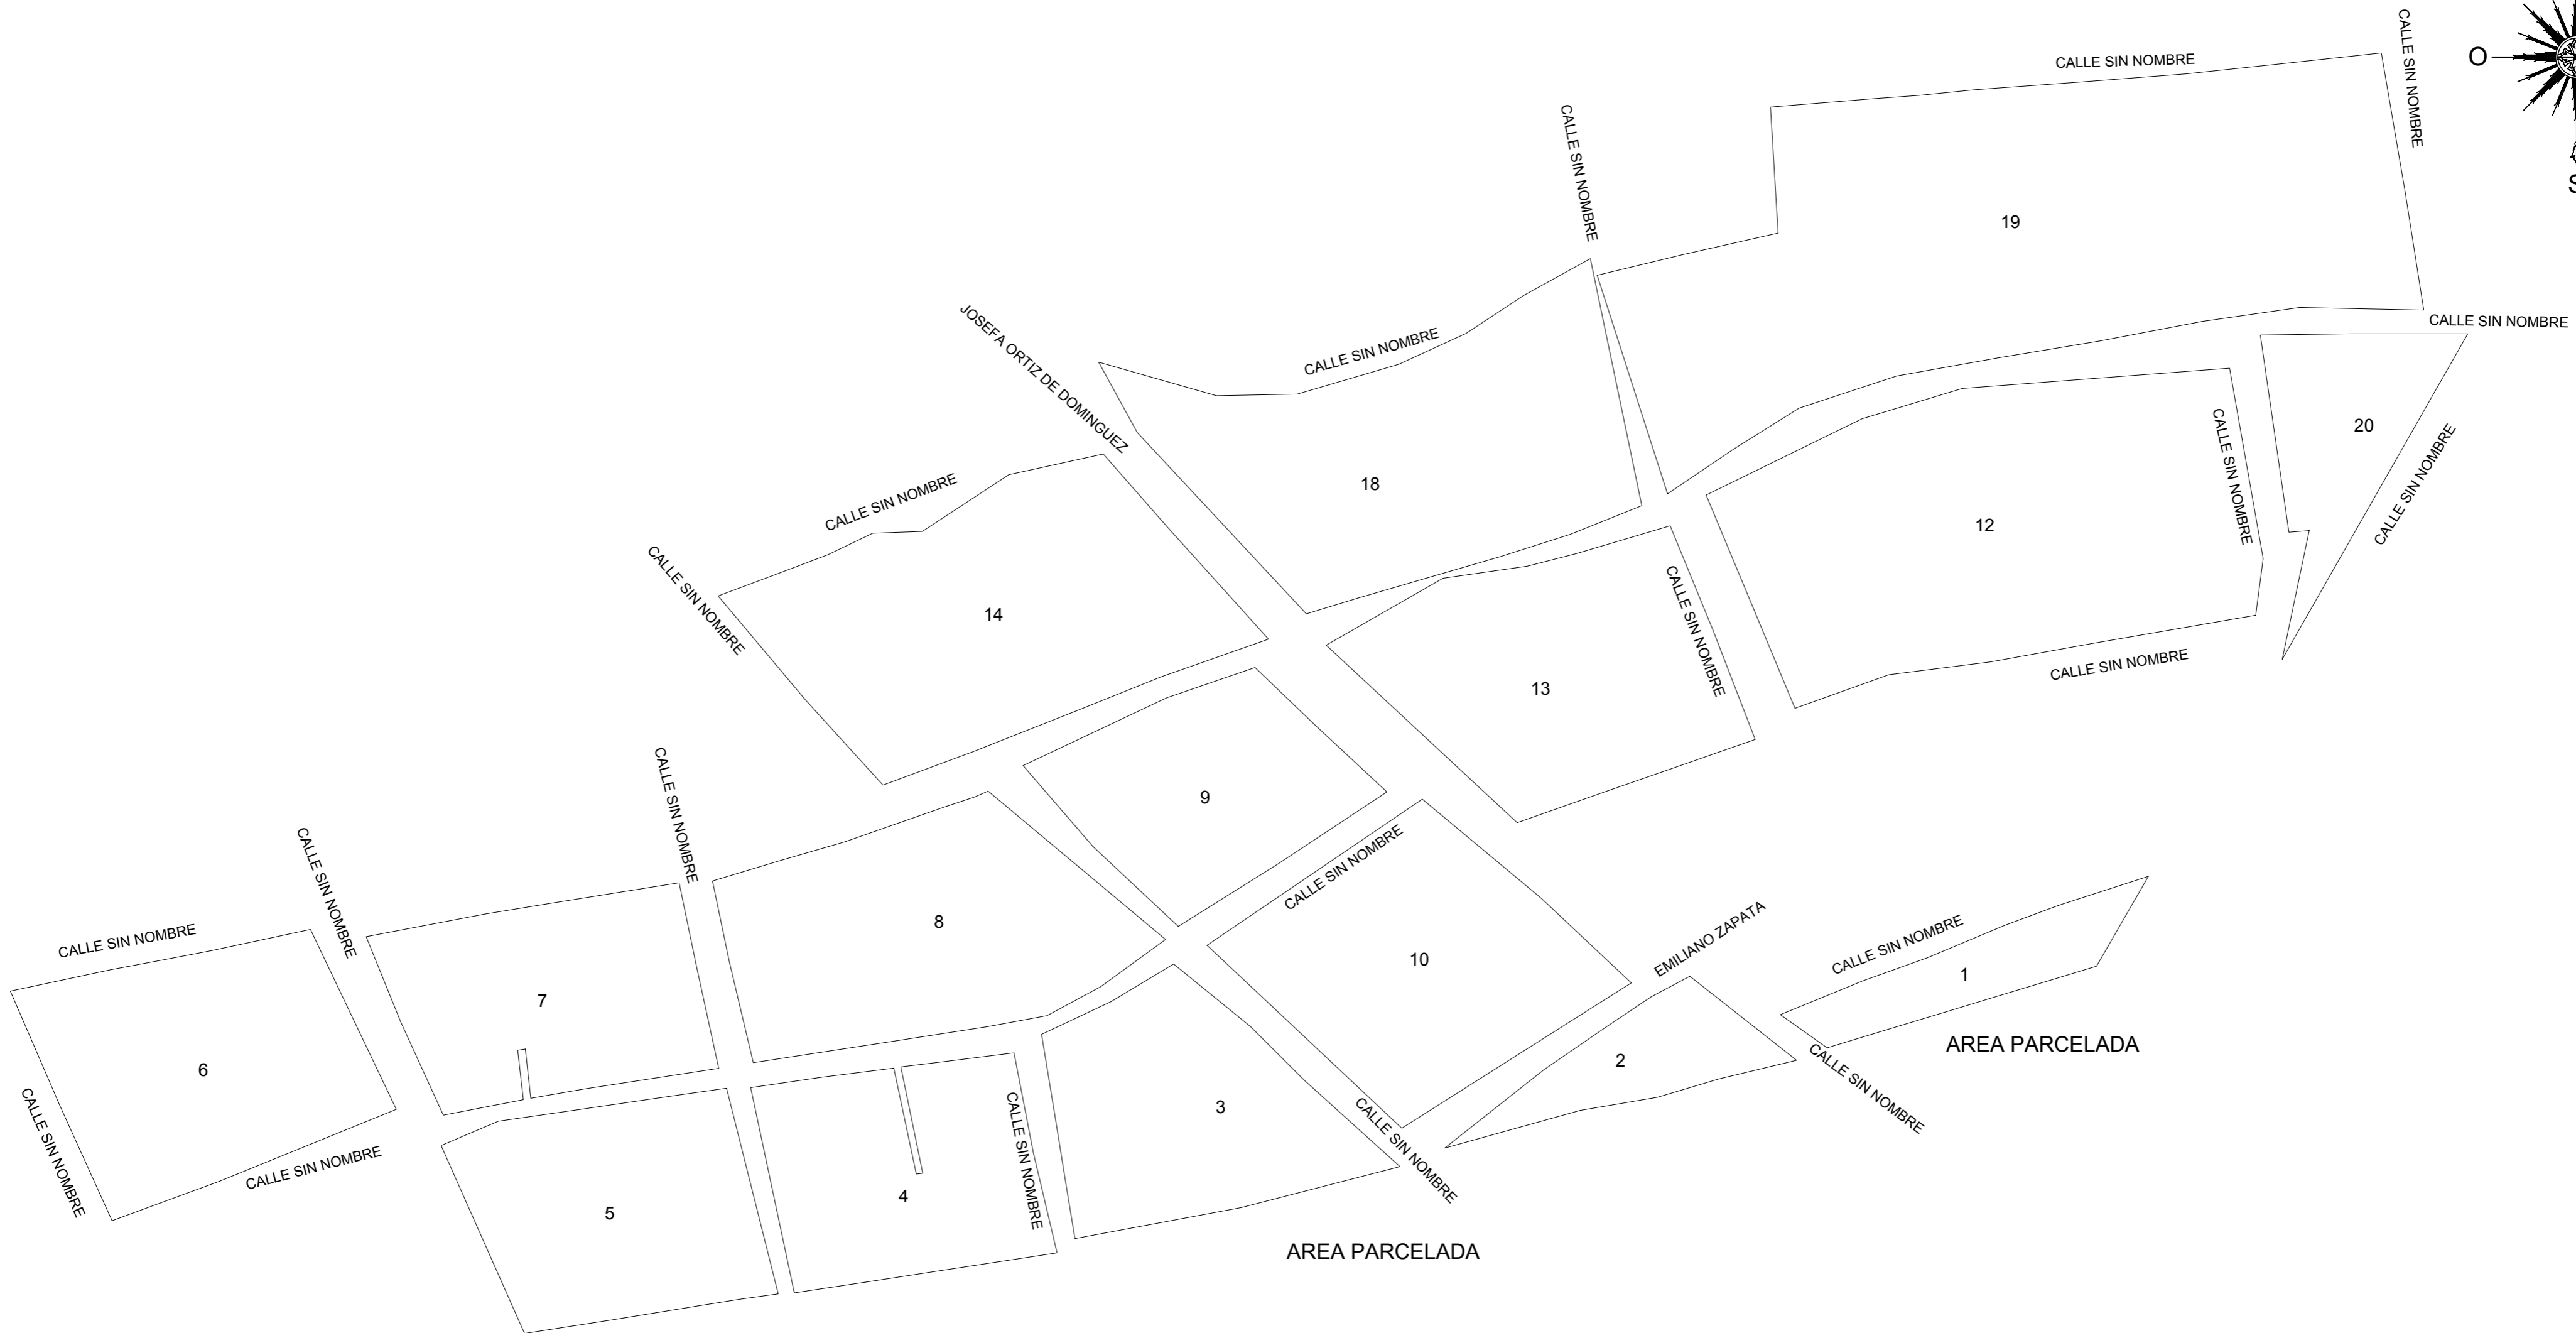 CALLE SIN NOMBRE
CALLE SIN NOMBRE
O
S
CALLE SIN NOMBRE
19
CALLE SIN NOMBRE
JOSEFA ORTIZ DE DOMINGUEZ
CALLE SIN NOMBRE
18
20
CALLE SIN NOMBRE
CALLE SIN NOMBRE
12
CALLE SIN NOMBRE
CALLE SIN NOMBRE
14
CALLE SIN NOMBRE
CALLE SIN NOMBRE
13
CALLE SIN NOMBRE
9
CALLE SIN NOMBRE
CALLE SIN NOMBRE
CALLE SIN NOMBRE
8
CALLE SIN NOMBRE
10
EMILIANO ZAPATA
CALLE SIN NOMBRE
1
7
6
2
AREA PARCELADA
CALLE SIN NOMBRE
3
CALLE SIN NOMBRE
CALLE SIN NOMBRE
CALLE SIN NOMBRE
CALLE SIN NOMBRE
4
5
AREA PARCELADA